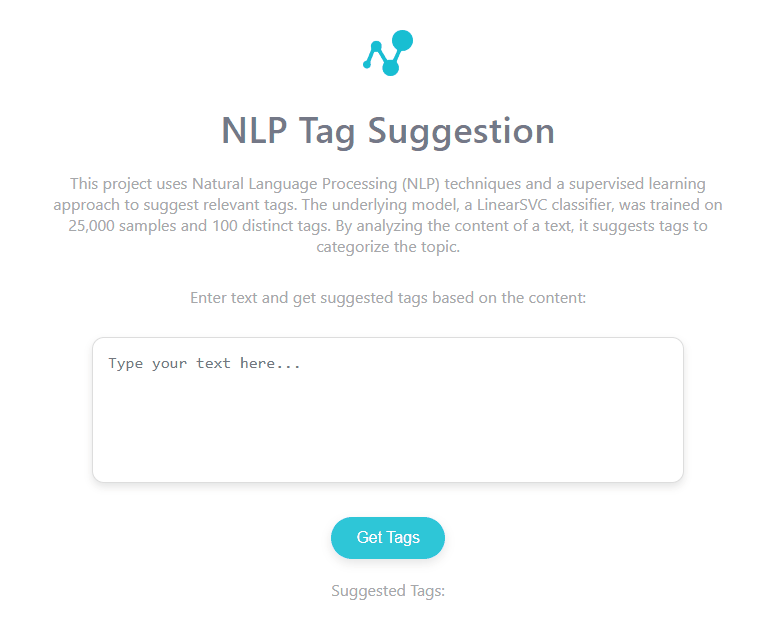 NLP Tag Suggestion
This project uses Natural Language Processing (NLP) techniques and a supervised learning
approach to suggest relevant tags. The underlying model, a LinearSVC classifier, was trained on
25,000 samples and 100 distinct tags. By analyzing the content of a text, it suggests tags to
categorize the topic.
Enter text and get suggested tags based on the content:
Type your text here...
Get Tags
Suggested Tags: